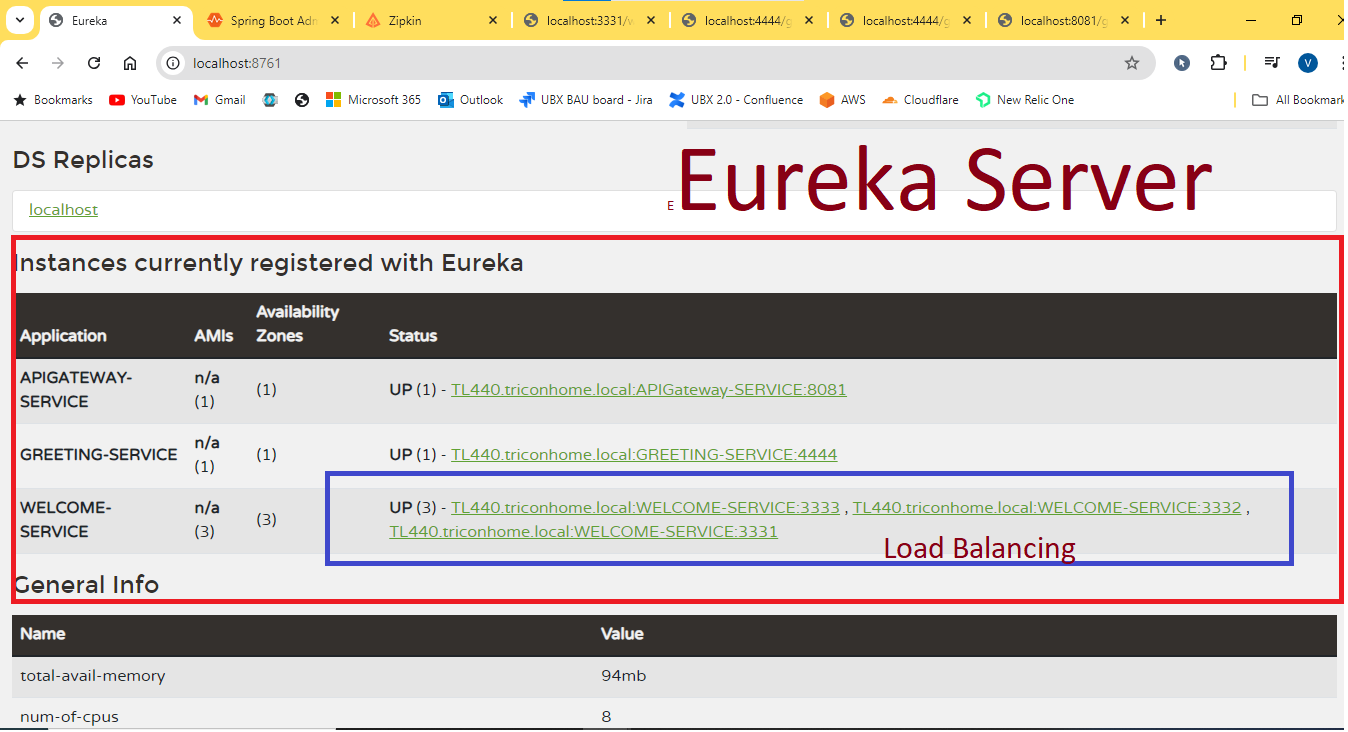 Eureka
Spring Boot Adm
Zipkin
localhost:3331/w
localhost:4444/g
localhost:4444/g
localhost:8081/g
localhost:8761
V
Bookmarks
YouTube
Gmail
Microsoft 365
Outlook
UBX BAU board - Jira
UBX 2.0 - Confluence
AWS
Cloudflare
New Relic One
All Bookmark
DS Replicas
E Eureka Server
localhost
Instances currently registered with Eureka
Application AMIs Availability Zones Status
APIGATEWAY-SERVICE n/a (1) (1) UP (1) - TL440.triconhome.local:APIGateway-SERVICE:8081
GREETING-SERVICE n/a (1) (1) UP (1) - TL440.triconhome.local:GREETING-SERVICE:4444
WELCOME-SERVICE n/a (3) (3) UP (3) - TL440.triconhome.local:WELCOME-SERVICE:3333 , TL440.triconhome.local:WELCOME-SERVICE:3332 ,
TL440.triconhome.local:WELCOME-SERVICE:3331
Load Balancing
General Info
Name Value
total-avail-memory 94mb
num-of-cpus 8